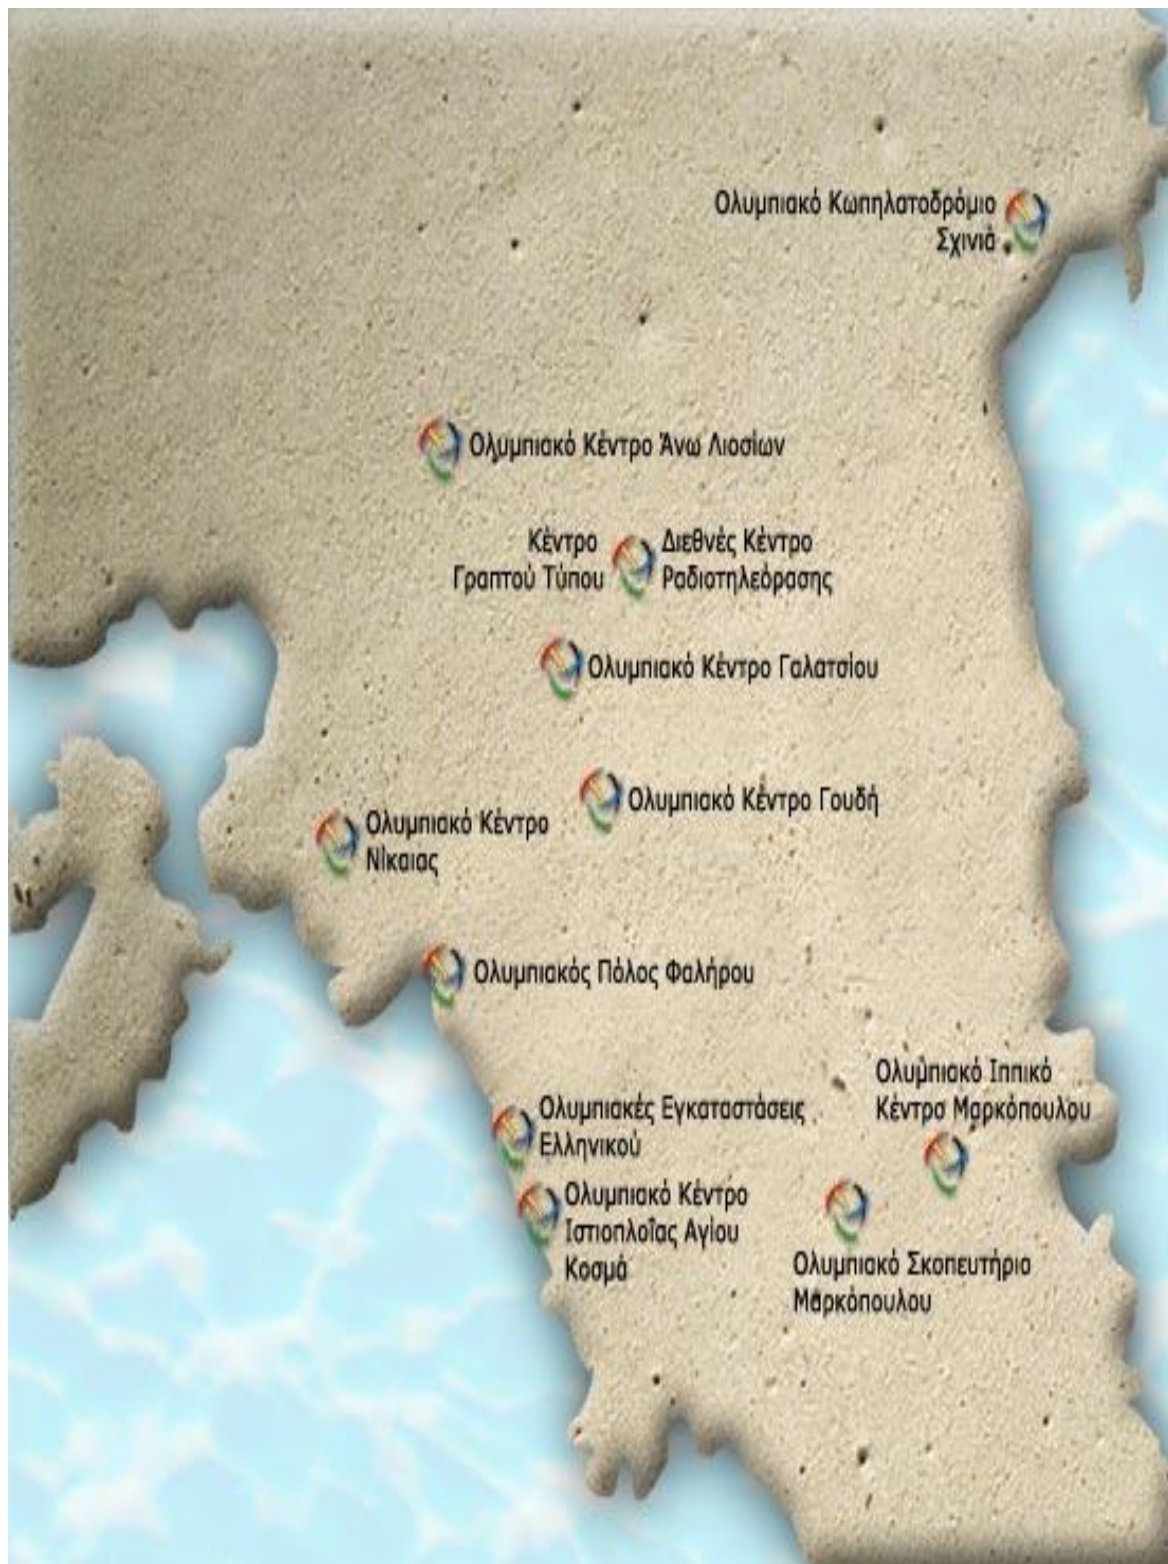 Ολυμπιακό Κωπηλατοδρόμιο
Σχινιά
Ολυμπιακό Κέντρο Άνω Λιοσίων
Κέντρο
Γραπτού Τύπου
Διεθνές Κέντρο
Ραδιοτηλεόρασης
Ολυμπιακό Κέντρο Γαλατσίου
Ολυμπιακό Κέντρο Γουδή
Ολυμπιακό Κέντρο
Νίκαιας
Ολυμπιακός Πόλος Φαλήρου
Ολυμπιακό Ιππικό
Κέντρο Μαρκόπουλου
Ολυμπιακές Εγκαταστάσεις
Ελληνικού
Ολυμπιακό Κέντρο
Ιστιοπλοΐας Αγίου
Κοσμά
Ολυμπιακό Σκοπευτήριο
Μαρκόπουλου